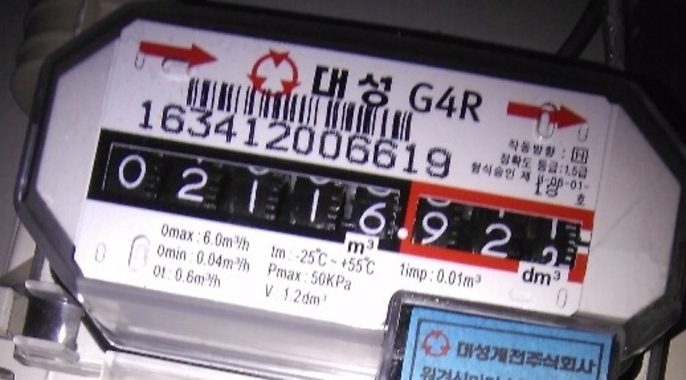 대성 G4R
163412006619
작동방향 : H
정확도 등급:1.5급
형식승인 제
호
02116 92
m³
dm³
Qmax : 6.0m³/h
Qmin : 0.04m³/h
Qt : 0.6m³/h
tm : -25℃ ~ +55℃
Pmax : 50KPa
V : 1.2dm³
1imp : 0.01m³
대성계전주식회사